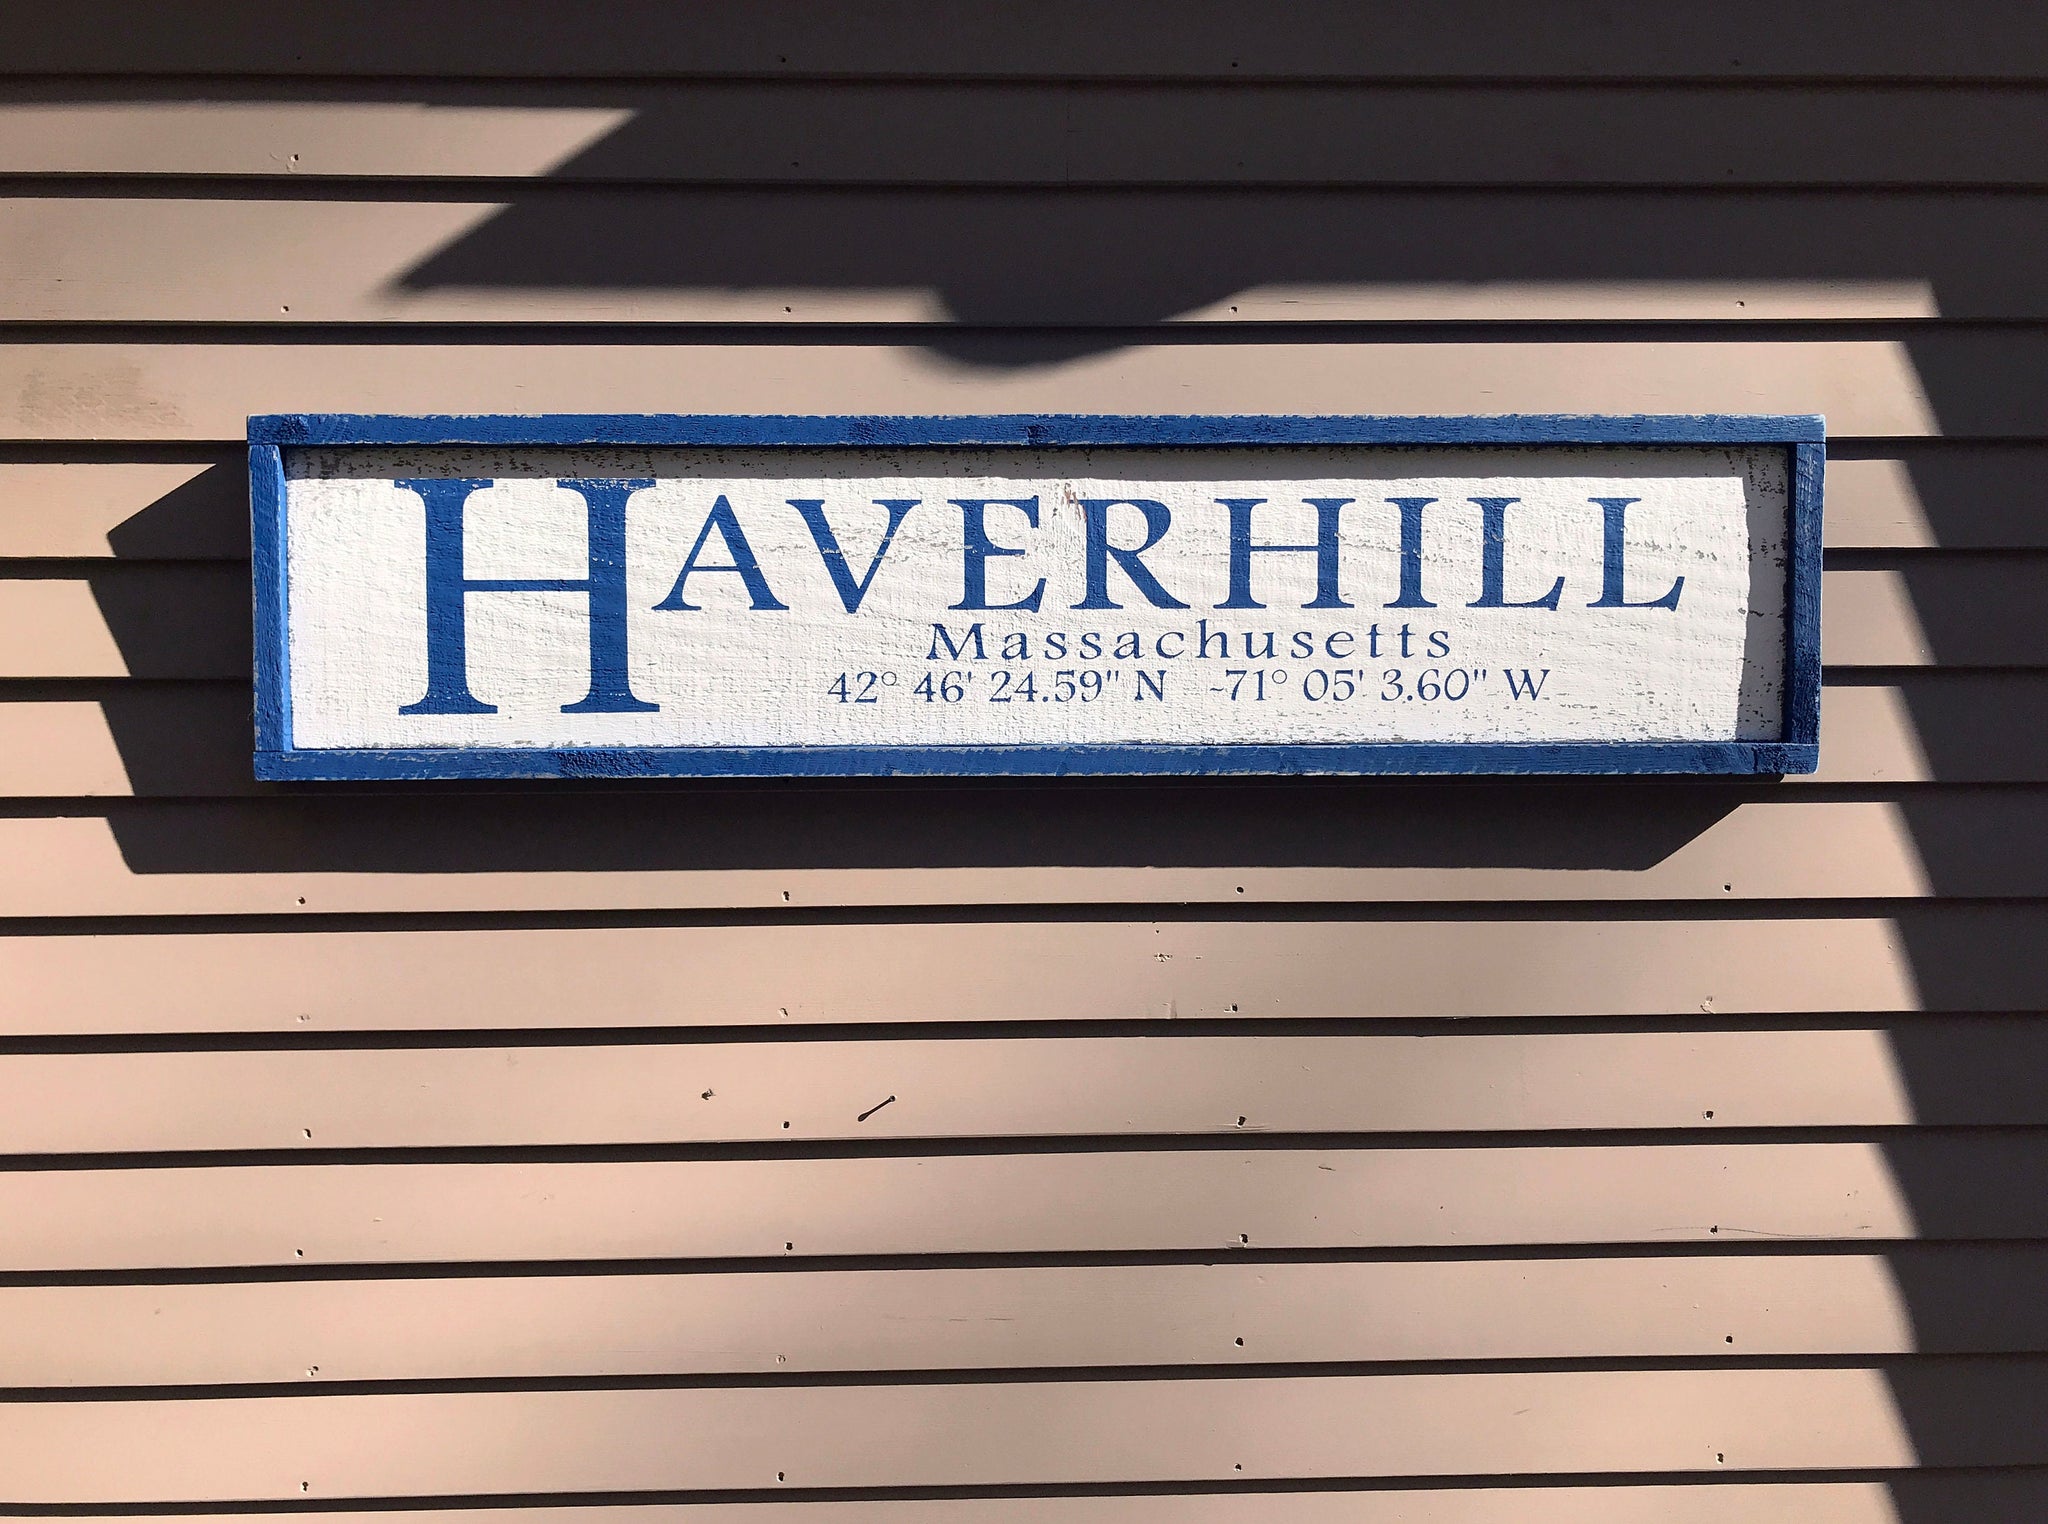 HAVERHILL
Massachusetts
42° 46' 24.59" N -71° 05' 3.60" W